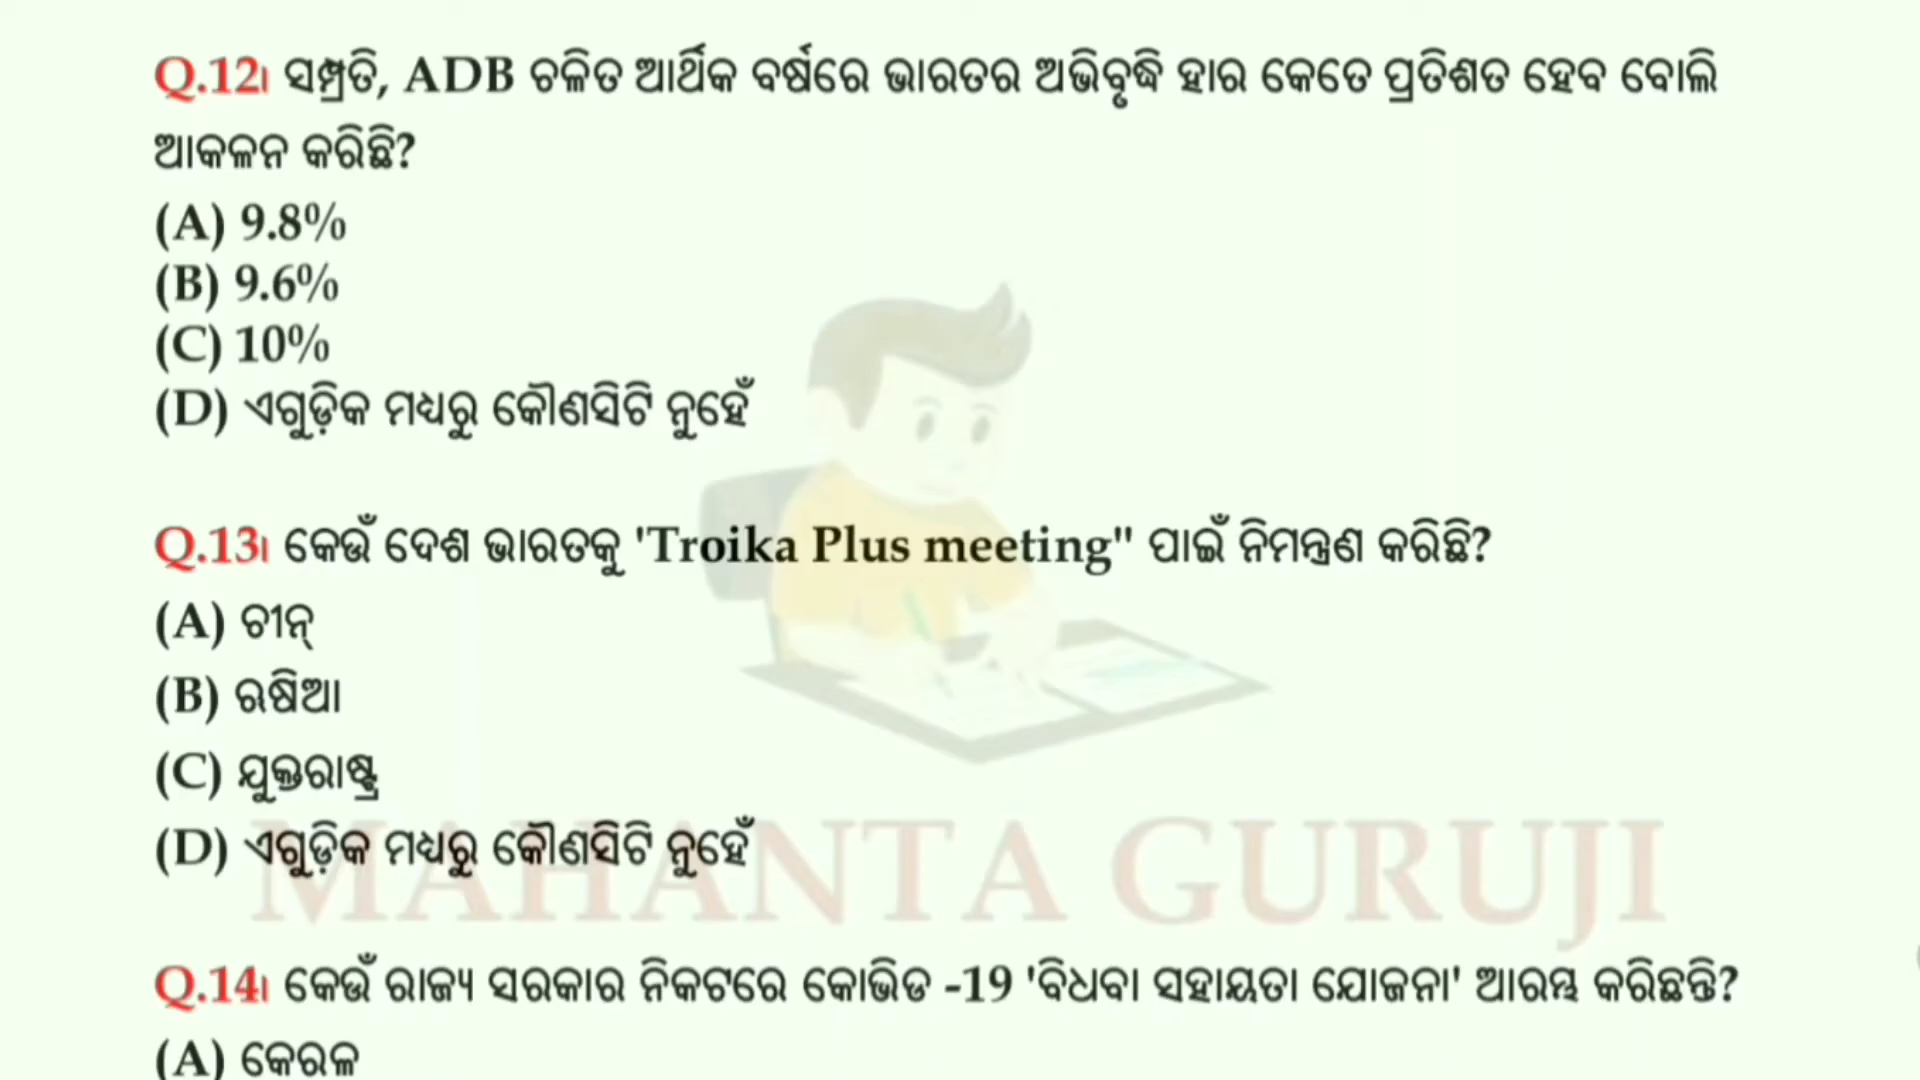 Q.12। ସମ୍ପ୍ରତି, ADB ଚଳିତ ଆର୍ଥିକ ବର୍ଷରେ ଭାରତର ଅଭିବୃଦ୍ଧି ହାର କେତେ ପ୍ରତିଶତ ହେବ ବୋଲି
ଆକଳନ କରିଛି?
(A) 9.8%
(B) 9.6%
(C) 10%
(D) ଏଗୁଡ଼ିକ ମଧ୍ୟରୁ କୌଣସିଟି ନୁହେଁ
Q.13। କେଉଁ ଦେଶ ଭାରତକୁ 'Troika Plus meeting" ପାଇଁ ନିମନ୍ତ୍ରଣ କରିଛି?
(A) ଚୀନ୍
(B) ଋଷିଆ
(C) ଯୁକ୍ତରାଷ୍ଟ୍ର
(D) ଏଗୁଡ଼ିକ ମଧ୍ୟରୁ କୌଣସିଟି ନୁହେଁ
MAHANTA GURUJI
Q.14। କେଉଁ ରାଜ୍ୟ ସରକାର ନିକଟରେ କୋଭିଡ -19 'ବିଧବା ସହାୟତା ଯୋଜନା' ଆରମ୍ଭ କରିଛନ୍ତି?
(A) କେରଳ